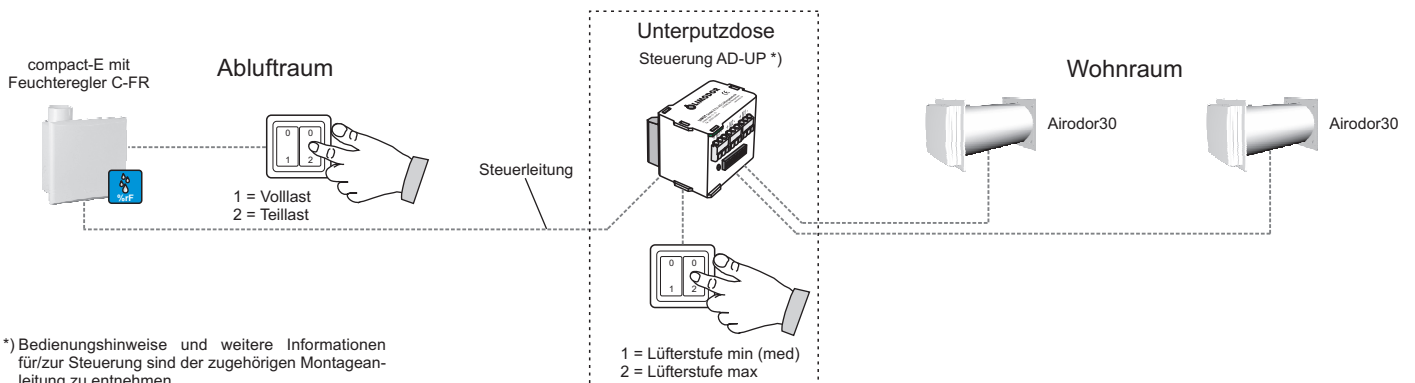 compact-E mit
Feuchteregler C-FR
Abluftraum
%rF
0 0
1 2
1 = Volllast
2 = Teillast
Steuerleitung
Unterputzdose
Steuerung AD-UP *)
LIMODOR
0 0
1 2
1 = Lüfterstufe min (med)
2 = Lüfterstufe max
Wohnraum
Airodor30
Airodor30
*) Bedienungshinweise und weitere Informationen
für/zur Steuerung sind der zugehörigen Montagean-
leitung zu entnehmen